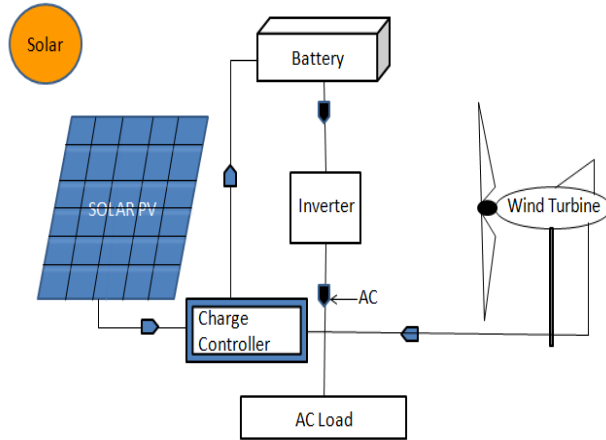 Solar
Battery
SOLAR PV
Inverter
Wind Turbine
AC
Charge
Controller
AC Load